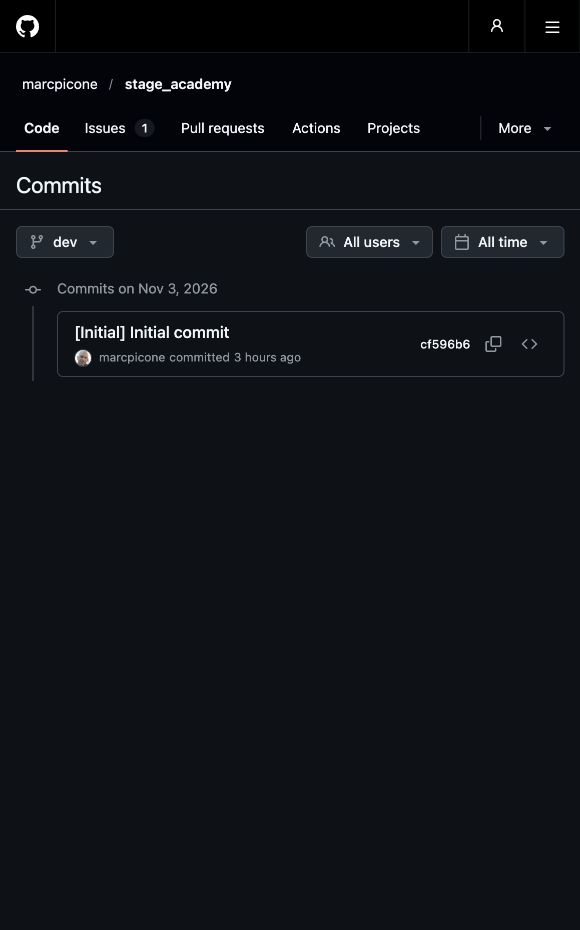 marcpicone / stage_academy
Code Issues 1 Pull requests Actions Projects More
Commits
dev All users All time
Commits on Nov 3, 2026
[Initial] Initial commit
cf596b6
marcpicone committed 3 hours ago